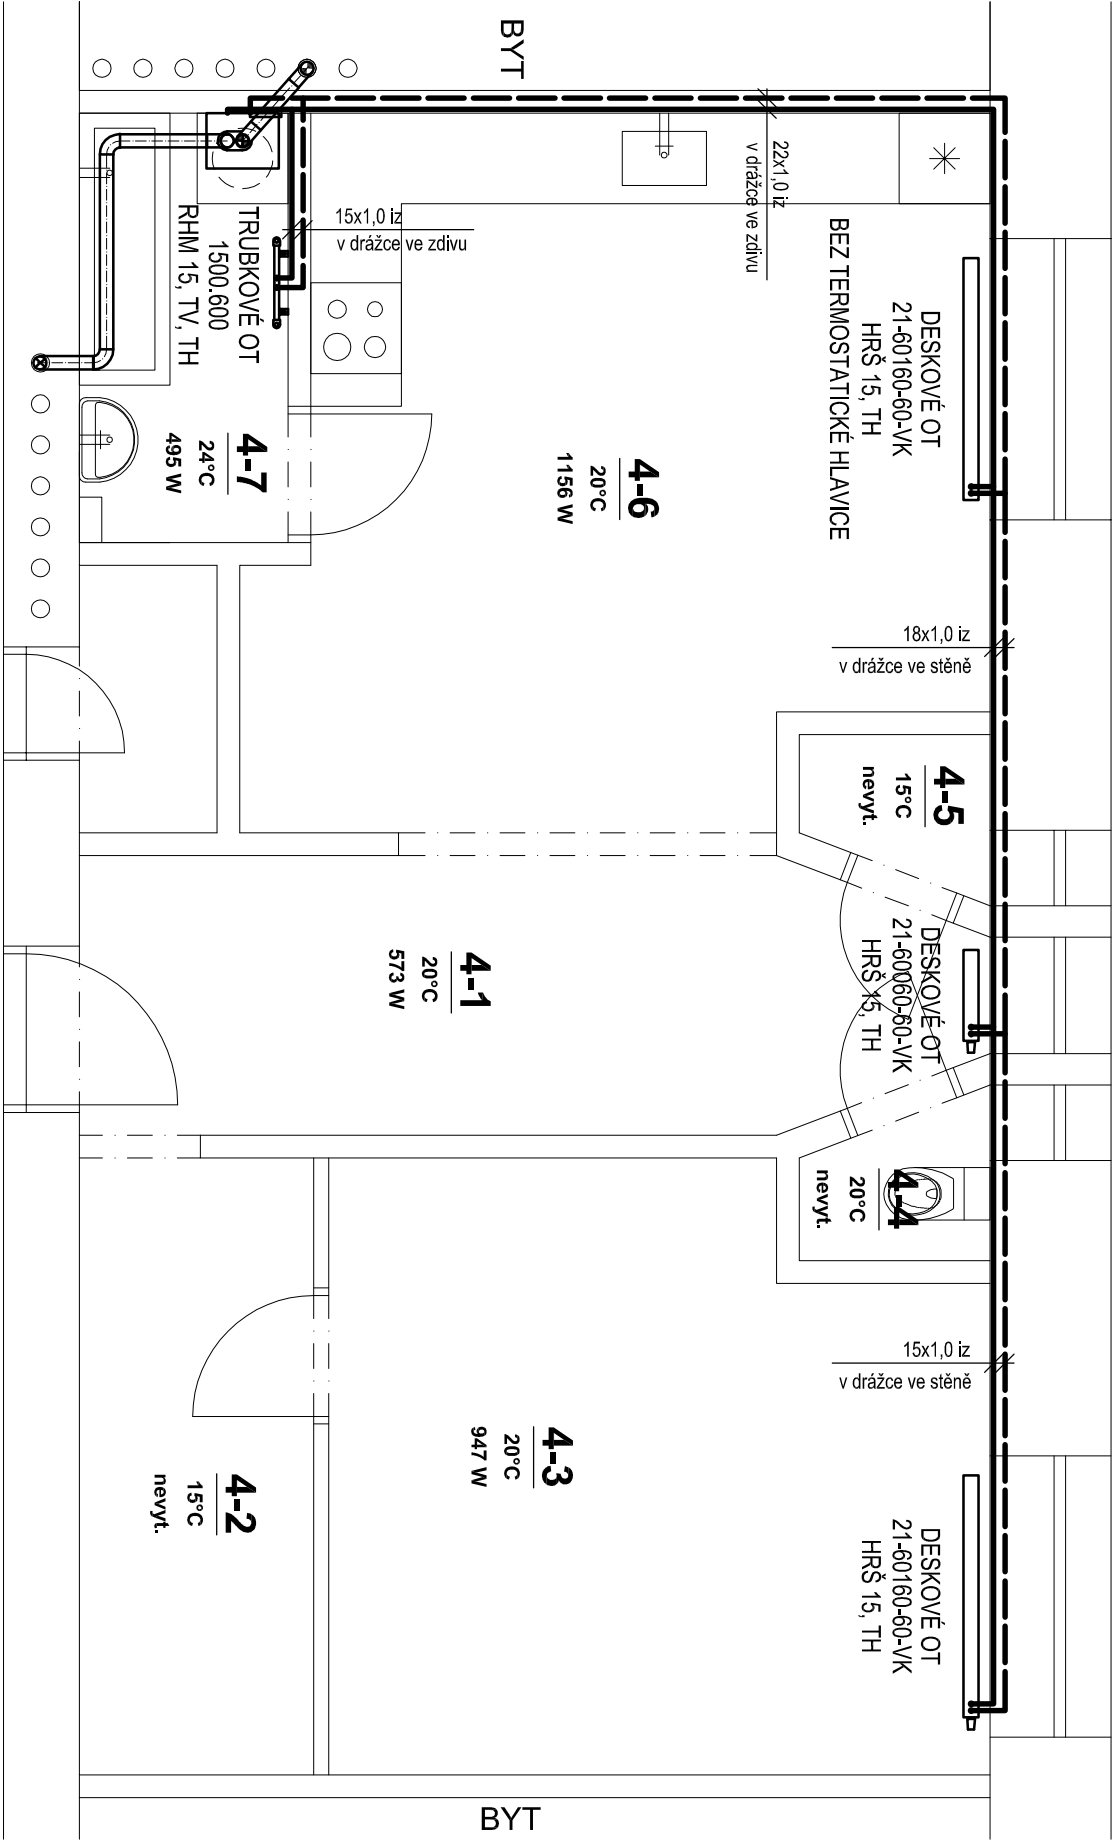 BYT
22x1,0 iz
v drážce ve zdivu
15x1,0 iz
v drážce ve zdivu
TRUBKOVÉ OT
1500.600
RHM 15, TV, TH
DESKOVÉ OT
21-60160-60-VK
HRŠ 15, TH
BEZ TERMOSTATICKÉ HLAVICE
4-7
24°C
495 W
4-6
20°C
1156 W
18x1,0 iz
v drážce ve stěně
4-5
15°C
nevyt.
DESKOVÉ OT
21-60060-60-VK
HRŠ 15, TH
4-1
20°C
573 W
4-4
20°C
nevyt.
15x1,0 iz
v drážce ve stěně
4-3
20°C
947 W
4-2
15°C
nevyt.
DESKOVÉ OT
21-60160-60-VK
HRŠ 15, TH
BYT